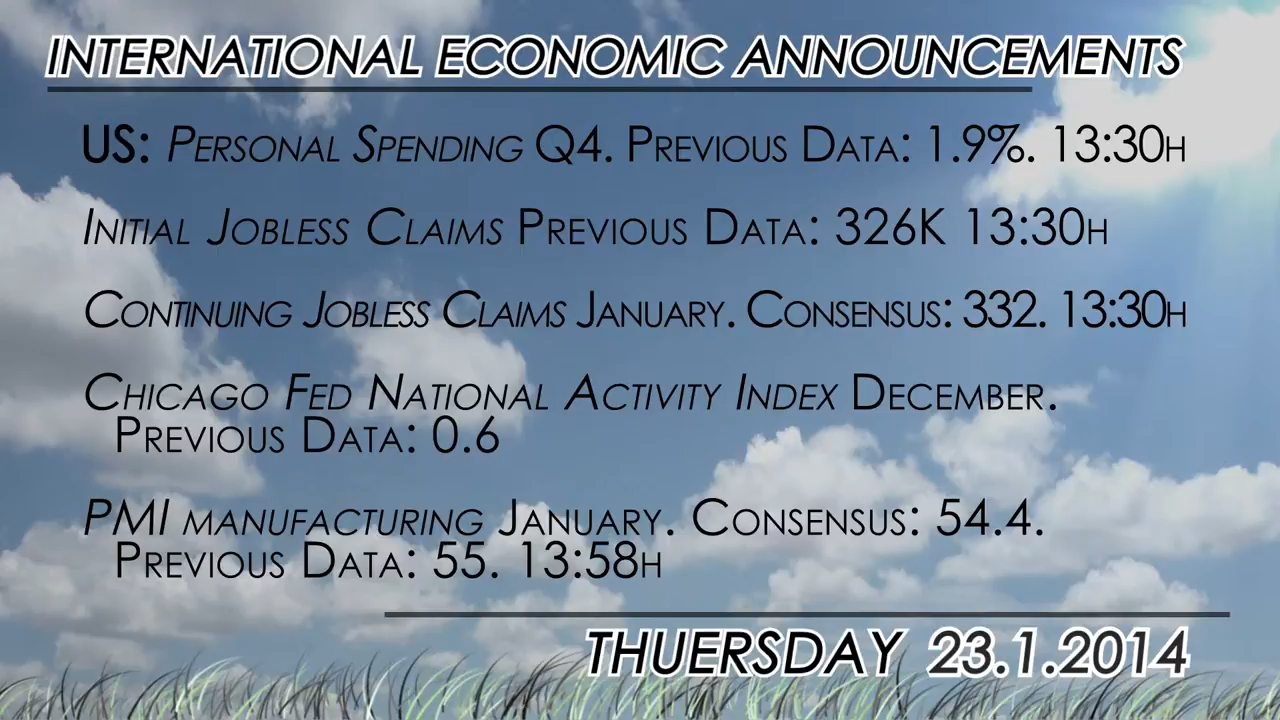 INTERNATIONAL ECONOMIC ANNOUNCEMENTS
US: PERSONAL SPENDING Q4. PREVIOUS DATA: 1.9%. 13:30H
INITIAL JOBLESS CLAIMS PREVIOUS DATA: 326K 13:30H
CONTINUING JOBLESS CLAIMS JANUARY. CONSENSUS: 332. 13:30H
CHICAGO FED NATIONAL ACTIVITY INDEX DECEMBER.
PREVIOUS DATA: 0.6
PMI MANUFACTURING JANUARY. CONSENSUS: 54.4.
PREVIOUS DATA: 55. 13:58H
THUERSDAY 23.1.2014